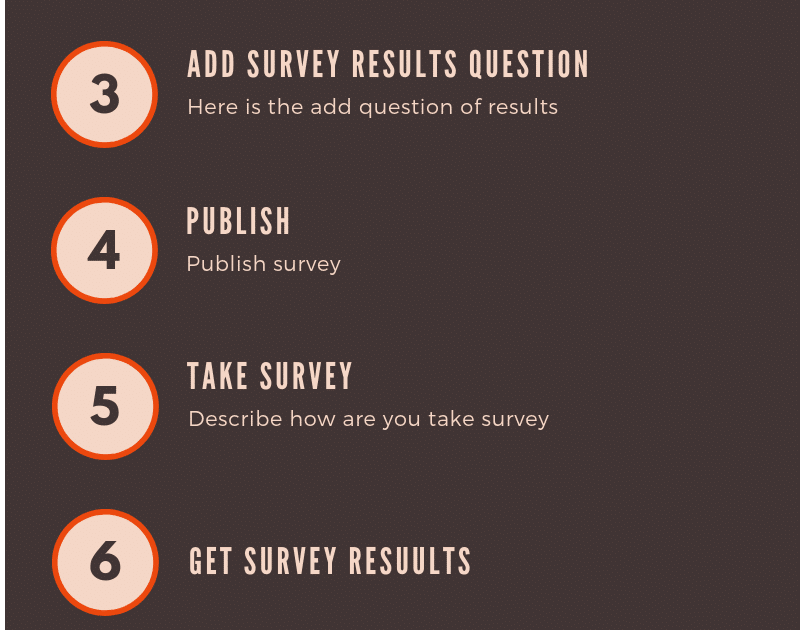 3
ADD SURVEY RESULTS QUESTION
Here is the add question of results
4
PUBLISH
Publish survey
5
TAKE SURVEY
Describe how are you take survey
6
GET SURVEY RESUULTS